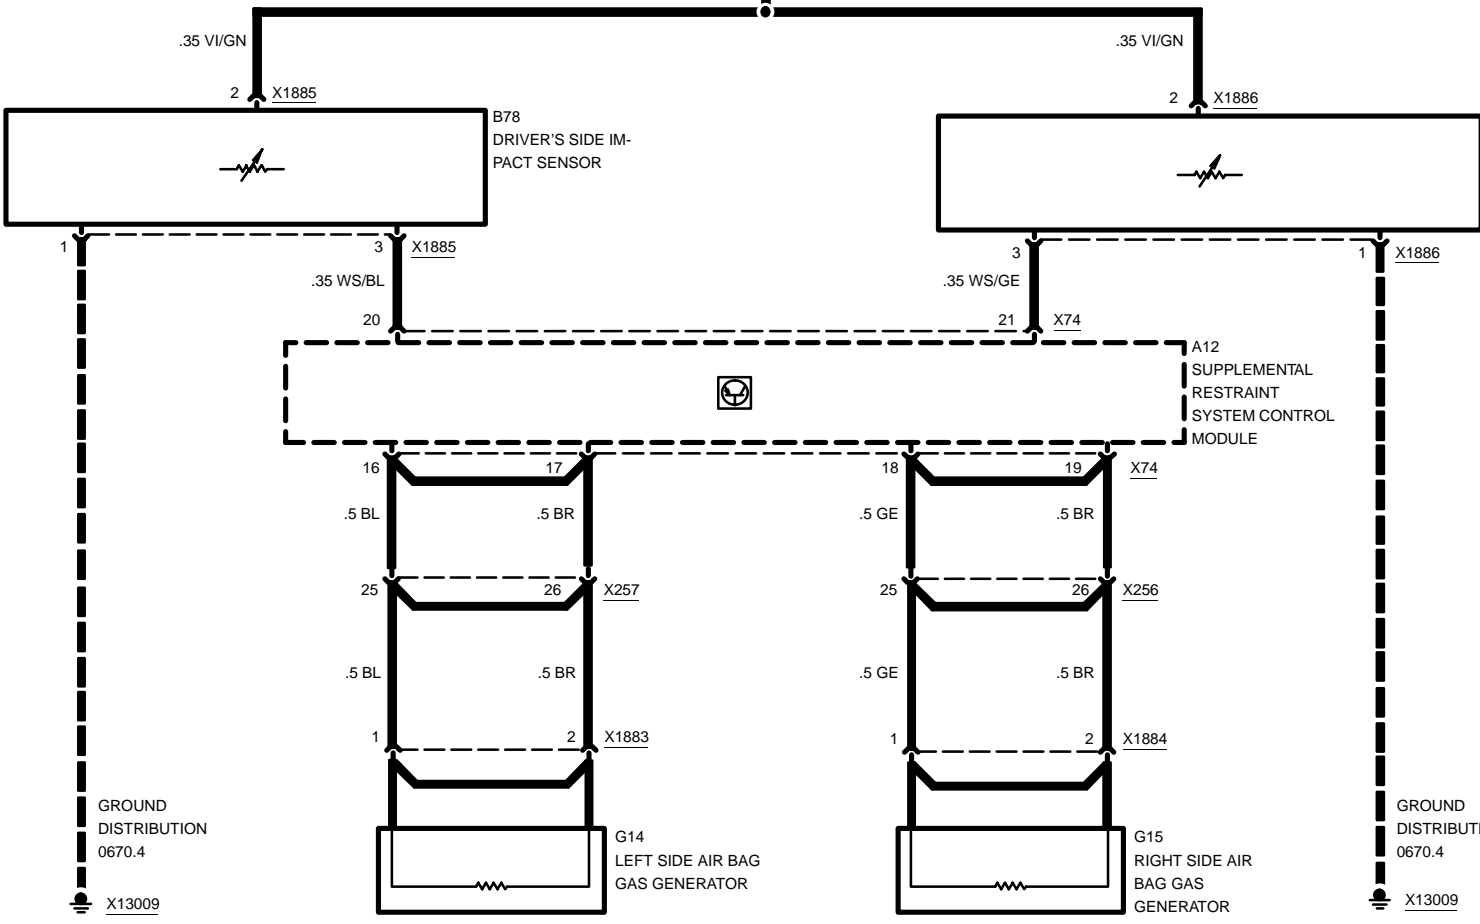 .35 VI/GN
.35 VI/GN
2 X1885
2 X1886
B78
DRIVER'S SIDE IM-
PACT SENSOR
1
3 X1885
3
1 X1886
.35 WS/BL
.35 WS/GE
20
21 X74
A12
SUPPLEMENTAL
RESTRAINT
SYSTEM CONTROL
MODULE
16
17
18
19
X74
.5 BL
.5 BR
.5 GE
.5 BR
25
26
X257
25
26
X256
.5 BL
.5 BR
.5 GE
.5 BR
1
2 X1883
1
2 X1884
GROUND
DISTRIBUTION
0670.4
X13009
G14
LEFT SIDE AIR BAG
GAS GENERATOR
G15
RIGHT SIDE AIR
BAG GAS
GENERATOR
GROUND
DISTRIBUTI
0670.4
X13009